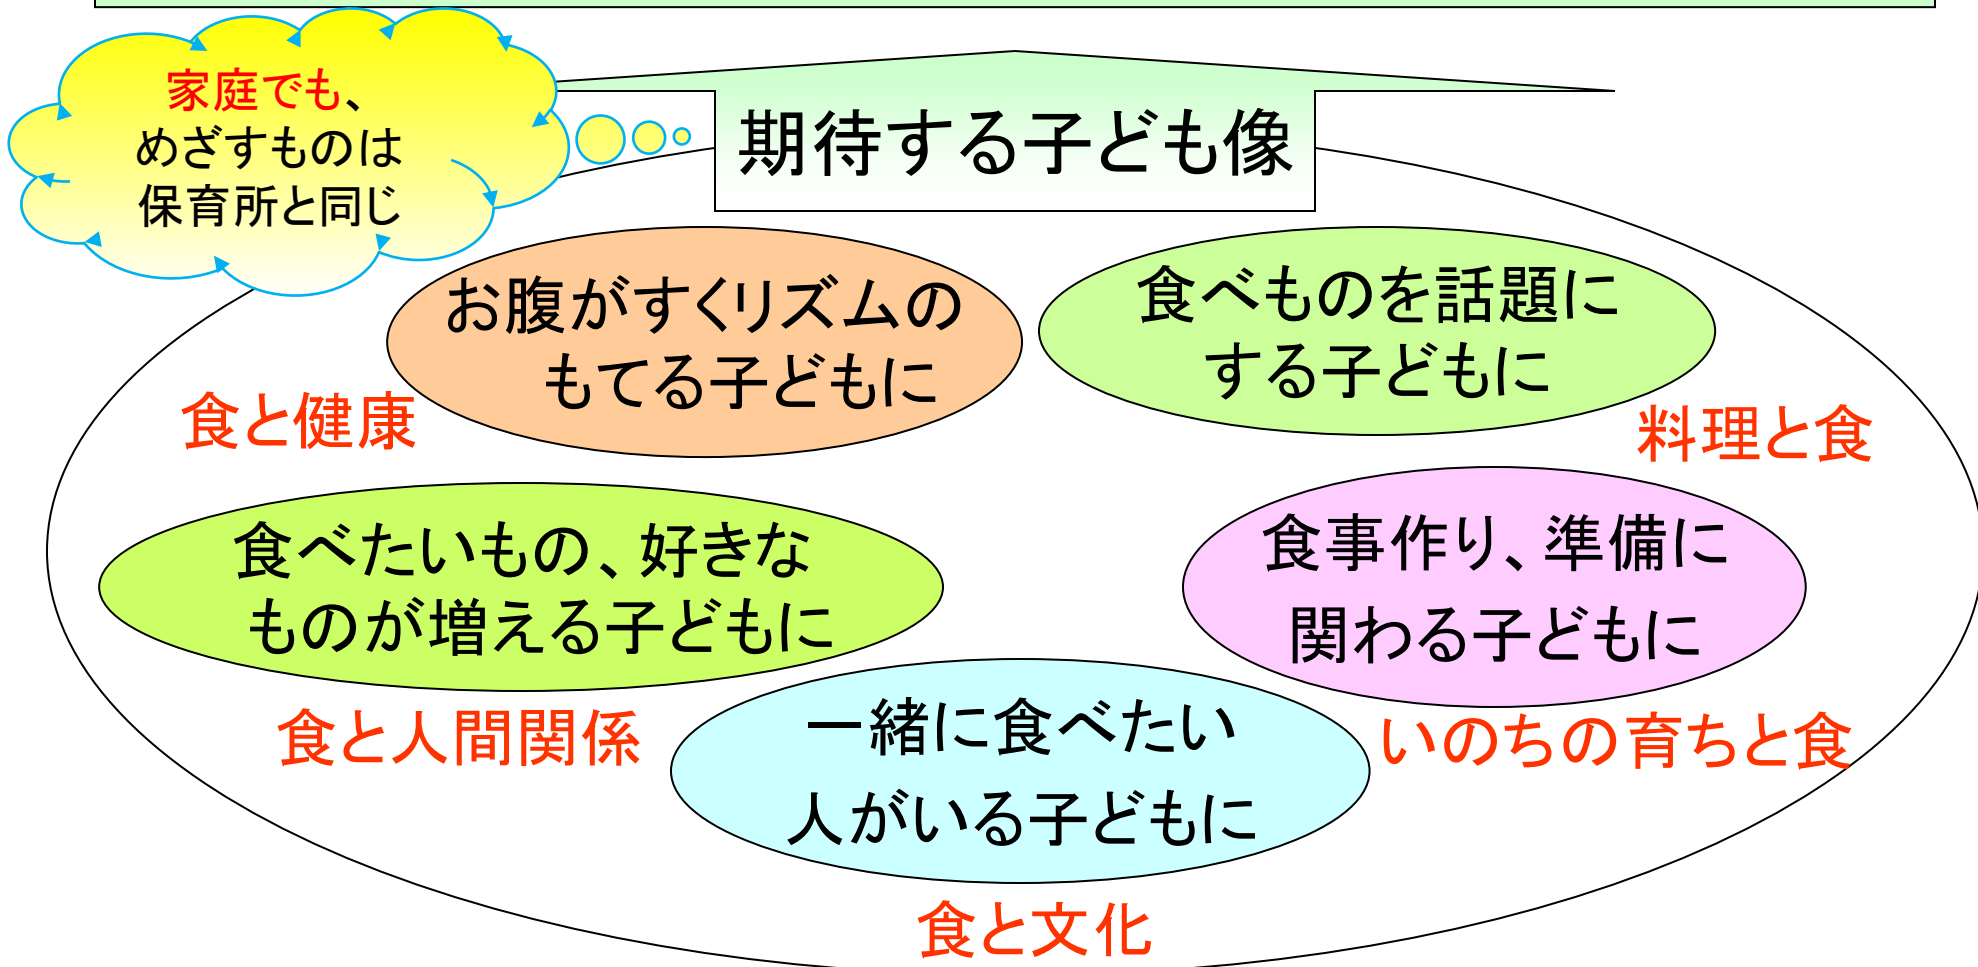 家庭でも、
めざすものは
保育所と同じ
期待する子ども像
お腹がすくリズムの
もてる子どもに
食べものを話題に
する子どもに
食と健康
料理と食
食べたいもの、好きな
ものが増える子どもに
食事作り、準備に
関わる子どもに
食と人間関係
一緒に食べたい
人がいる子どもに
いのちの育ちと食
食と文化